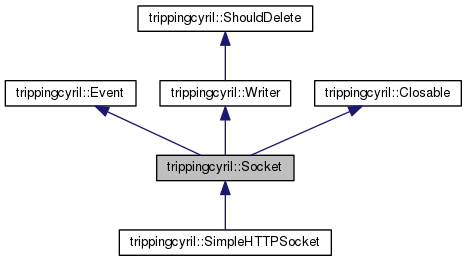 trippingcyril::ShouldDelete
trippingcyril::Event
trippingcyril::Writer
trippingcyril::Closable
trippingcyril::Socket
trippingcyril::SimpleHTTPSocket